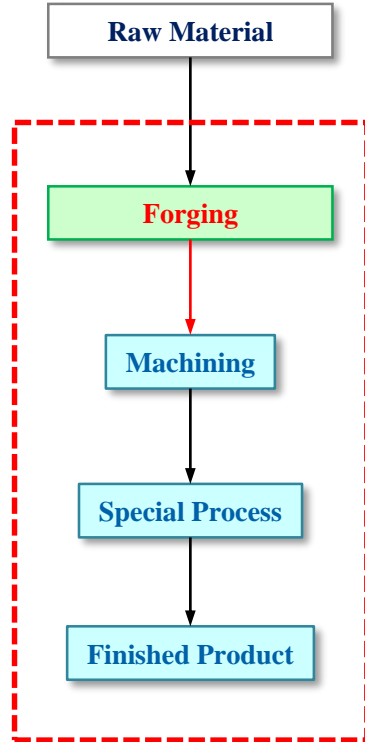 Raw Material
Forging
Machining
Special Process
Finished Product